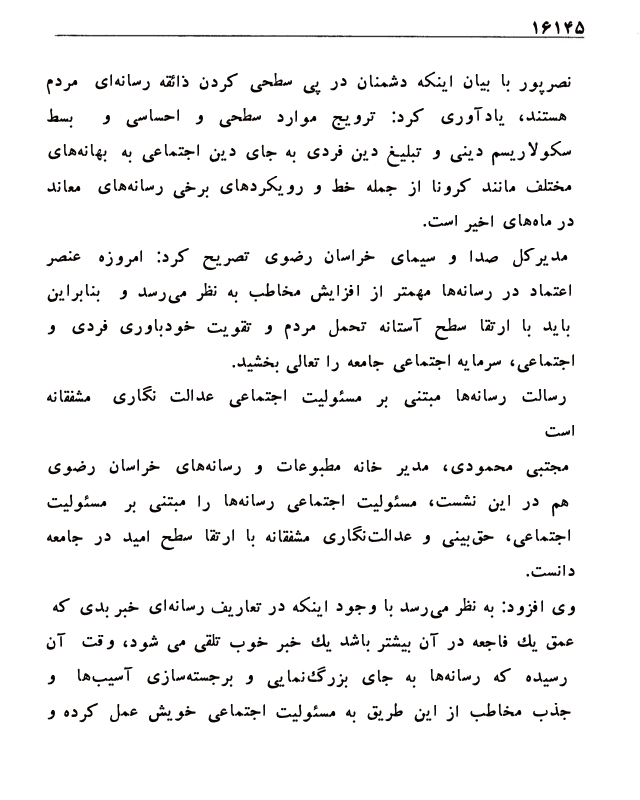 ۱۶۱۴۵
نصرپور با بیان اینکه دشمنان در پی سطحی کردن ذائقه رسانه‌ای مردم
هستند، یادآوری کرد: ترویج موارد سطحی و احساسی و بسط
سکولاریسم دینی و تبلیغ دین فردی به جای دین اجتماعی به بهانه‌های
مختلف مانند کرونا از جمله خط و رویکردهای برخی رسانه‌های معاند
در ماه‌های اخیر است.
مدیرکل صدا و سیمای خراسان رضوی تصریح کرد: امروزه عنصر
اعتماد در رسانه‌ها مهمتر از افزایش مخاطب به نظر می‌رسد و بنابراین
باید با ارتقا سطح آستانه تحمل مردم و تقویت خودباوری فردی و
اجتماعی، سرمایه اجتماعی جامعه را تعالی بخشید.
رسالت رسانه‌ها مبتنی بر مسئولیت اجتماعی عدالت نگاری مشفقانه
است
مجتبی محمودی، مدیر خانه مطبوعات و رسانه‌های خراسان رضوی
هم در این نشست، مسئولیت اجتماعی رسانه‌ها را مبتنی بر مسئولیت
اجتماعی، حق‌بینی و عدالت‌نگاری مشفقانه با ارتقا سطح امید در جامعه
دانست.
وی افزود: به نظر می‌رسد با وجود اینکه در تعاریف رسانه‌ای خبر بدی که
عمق یك فاجعه در آن بیشتر باشد یك خبر خوب تلقی می شود، وقت آن
رسیده که رسانه‌ها به جای بزرگ‌نمایی و برجسته‌سازی آسیب‌ها و
جذب مخاطب از این طریق به مسئولیت اجتماعی خویش عمل کرده و